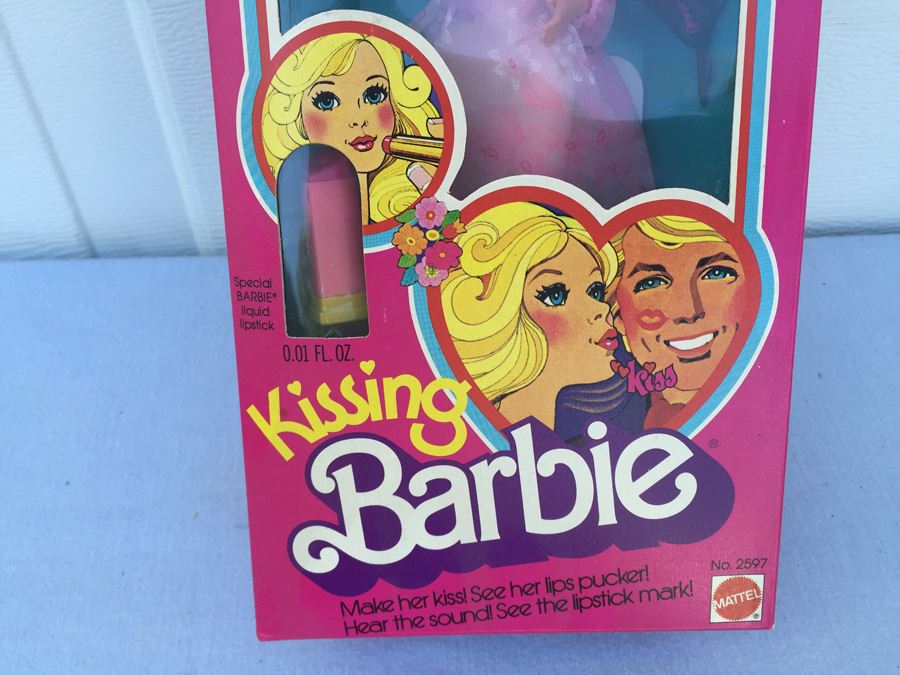 Special
BARBIE®
liquid
lipstick
0.01 FL. OZ.
kiss
Kissing
Barbie®
No. 2597
Make her kiss! See her lips pucker!
Hear the sound! See the lipstick mark!
MATTEL®